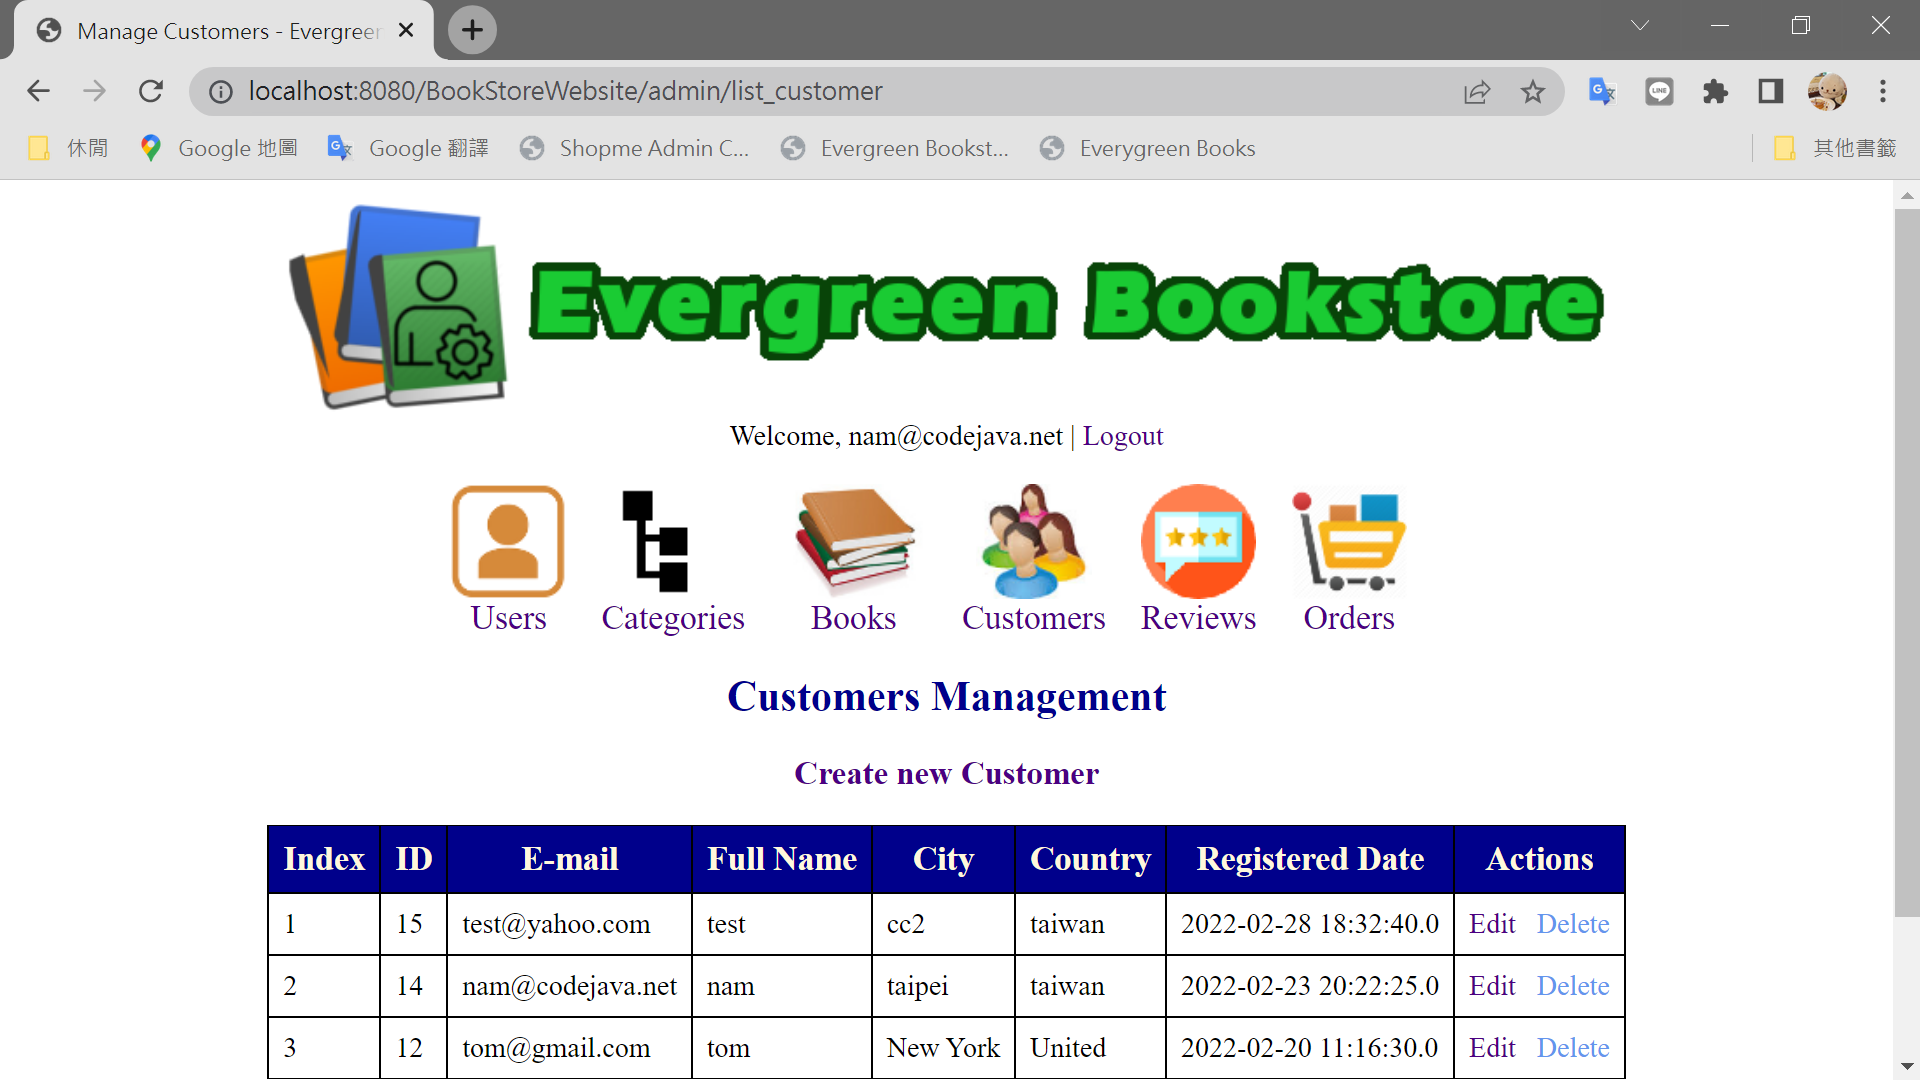 Manage Customers - Evergreen
localhost:8080/BookStoreWebsite/admin/list_customer
休閒 Google 地圖 Google 翻譯 Shopme Admin C... Evergreen Bookst... Everygreen Books 其他書籤
Evergreen Bookstore
Welcome, nam@codejava.net | Logout
Users Categories Books Customers Reviews Orders
Customers Management
Create new Customer
Index ID E-mail Full Name City Country Registered Date Actions
1 15 test@yahoo.com test cc2 taiwan 2022-02-28 18:32:40.0 Edit Delete
2 14 nam@codejava.net nam taipei taiwan 2022-02-23 20:22:25.0 Edit Delete
3 12 tom@gmail.com tom New York United 2022-02-20 11:16:30.0 Edit Delete